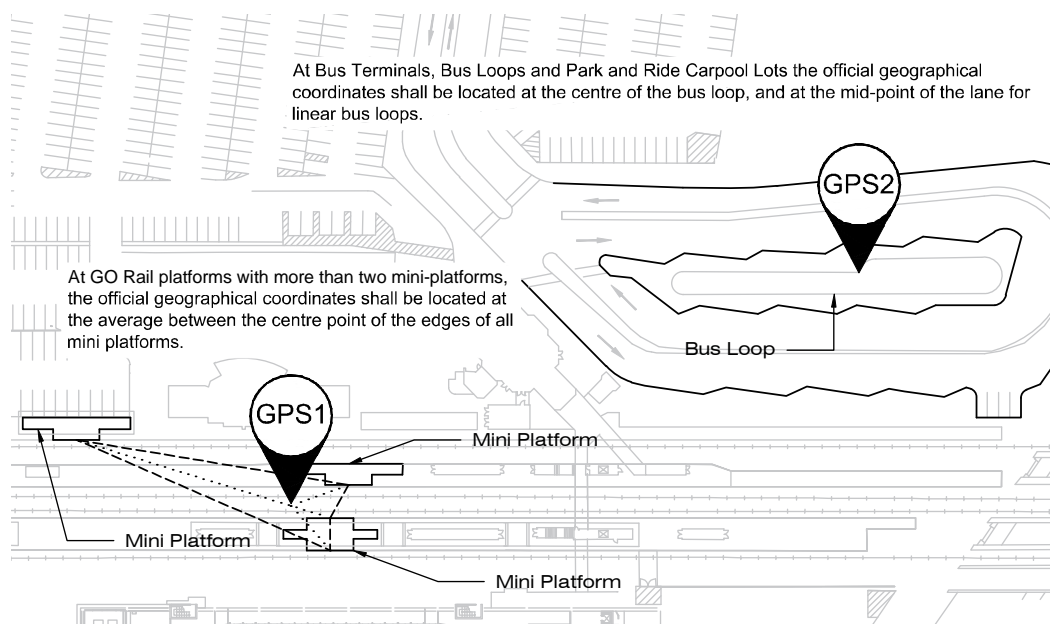 At Bus Terminals, Bus Loops and Park and Ride Carpool Lots the official geographical
coordinates shall be located at the centre of the bus loop, and at the mid-point of the lane for
linear bus loops.
GPS2
At GO Rail platforms with more than two mini-platforms,
the official geographical coordinates shall be located at
the average between the centre point of the edges of all
mini platforms.
Bus Loop
GPS1
Mini Platform
Mini Platform
Mini Platform